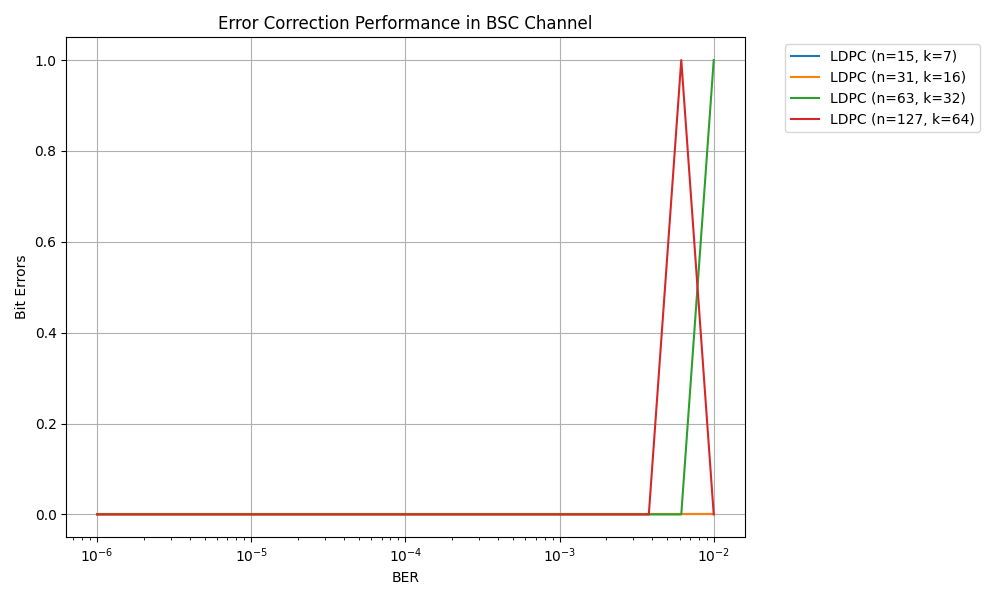 Error Correction Performance in BSC Channel
LDPC (n=15, k=7)
LDPC (n=31, k=16)
LDPC (n=63, k=32)
LDPC (n=127, k=64)
Bit Errors
1.0
0.8
0.6
0.4
0.2
0.0
10⁻⁶ 10⁻⁵ 10⁻⁴ 10⁻³ 10⁻²
BER